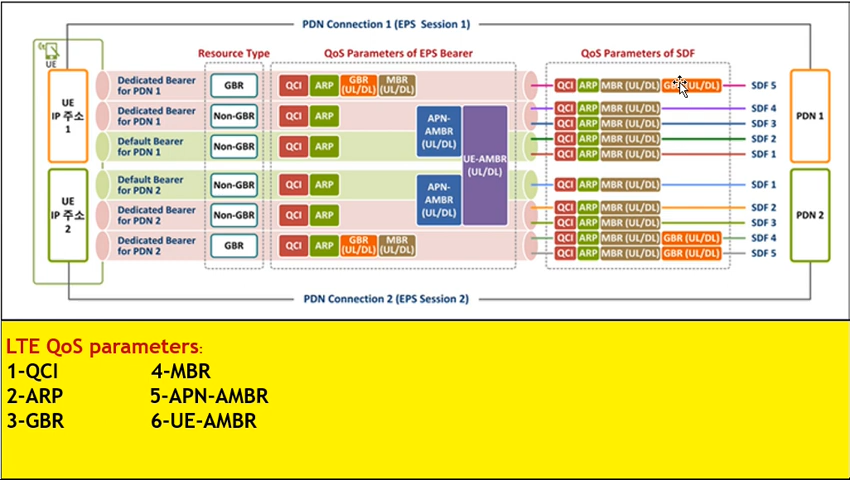 PDN Connection 1 (EPS Session 1)
Resource Type
QoS Parameters of EPS Bearer
QoS Parameters of SDF
UE
UE
IP 주소
1
Dedicated Bearer
for PDN 1
GBR
QCI ARP GBR (UL/DL) MBR (UL/DL)
QCI ARP MBR (UL/DL) GBR (UL/DL) SDF 5
Dedicated Bearer
for PDN 1
Non-GBR
QCI ARP
QCI ARP MBR (UL/DL) SDF 4
QCI ARP MBR (UL/DL) SDF 3
Default Bearer
for PDN 1
Non-GBR
QCI ARP
QCI ARP MBR (UL/DL) SDF 2
QCI ARP MBR (UL/DL) SDF 1
APN-
AMBR
(UL/DL)
UE-AMBR
(UL/DL)
PDN 1
UE
IP 주소
2
Default Bearer
for PDN 2
Non-GBR
QCI ARP
QCI ARP MBR (UL/DL) SDF 1
Dedicated Bearer
for PDN 2
Non-GBR
QCI ARP
QCI ARP MBR (UL/DL) SDF 2
QCI ARP MBR (UL/DL) SDF 3
APN-
AMBR
(UL/DL)
Dedicated Bearer
for PDN 2
GBR
QCI ARP GBR (UL/DL) MBR (UL/DL)
QCI ARP MBR (UL/DL) GBR (UL/DL) SDF 4
QCI ARP MBR (UL/DL) GBR (UL/DL) SDF 5
PDN 2
PDN Connection 2 (EPS Session 2)
LTE QoS parameters:
1-QCI 4-MBR
2-ARP 5-APN-AMBR
3-GBR 6-UE-AMBR